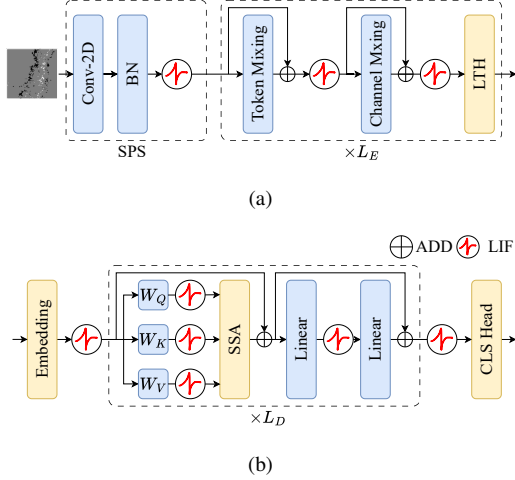 Conv-2D
BN
SPS
Token Mixing
Channel Mxing
LTH
×L_E
(a)
ADD
LIF
Embedding
W_Q
W_K
W_V
SSA
Linear
Linear
CLS Head
×L_D
(b)